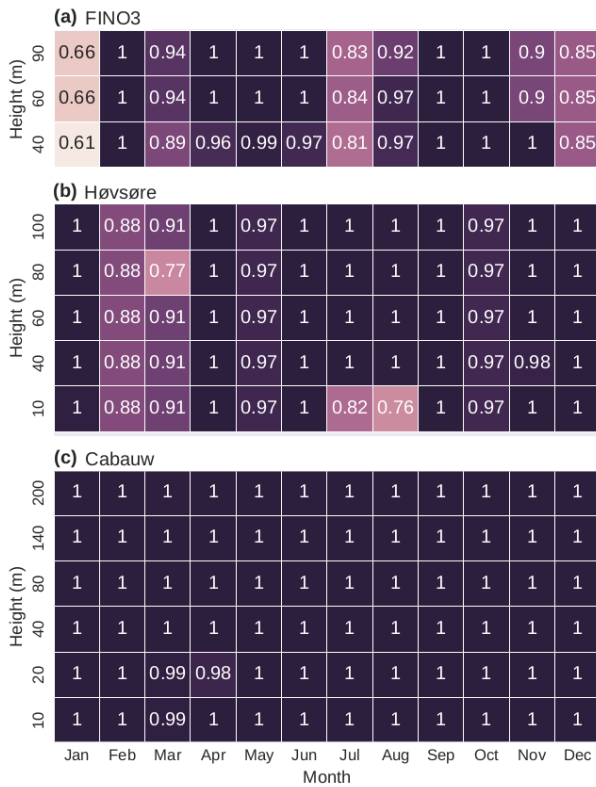 (a) FINO3
90 0.66 1 0.94 1 1 1 0.83 0.92 1 1 0.9 0.85
60 0.66 1 0.94 1 1 1 0.84 0.97 1 1 0.9 0.85
40 0.61 1 0.89 0.96 0.99 0.97 0.81 0.97 1 1 1 0.85
Height (m)
(b) Høvsøre
100 1 0.88 0.91 1 0.97 1 1 1 1 0.97 1 1
80 1 0.88 0.77 1 0.97 1 1 1 1 0.97 1 1
60 1 0.88 0.91 1 0.97 1 1 1 1 0.97 1 1
40 1 0.88 0.91 1 0.97 1 1 1 1 0.97 0.98 1
10 1 0.88 0.91 1 0.97 1 0.82 0.76 1 0.97 1 1
Height (m)
(c) Cabauw
200 1 1 1 1 1 1 1 1 1 1 1 1
140 1 1 1 1 1 1 1 1 1 1 1 1
80 1 1 1 1 1 1 1 1 1 1 1 1
40 1 1 1 1 1 1 1 1 1 1 1 1
20 1 1 0.99 0.98 1 1 1 1 1 1 1 1
10 1 1 0.99 1 1 1 1 1 1 1 1 1
Height (m)
Jan Feb Mar Apr May Jun Jul Aug Sep Oct Nov Dec
Month